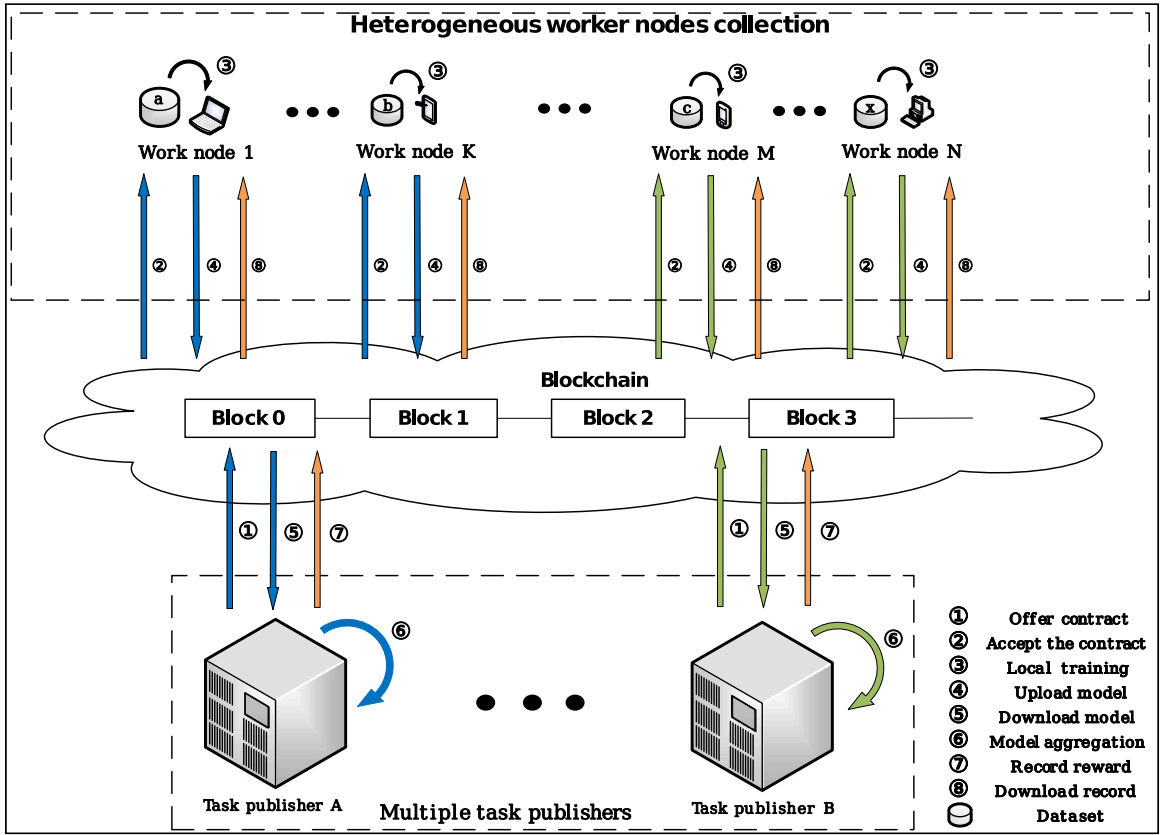 Heterogeneous worker nodes collection
③ ③ ③ ③
a b c x
Work node 1 Work node K Work node M Work node N
② ④ ⑧ ② ④ ⑧ ② ④ ⑧ ② ④ ⑧
Blockchain
Block 0 Block 1 Block 2 Block 3
① ⑤ ⑦ ① ⑤ ⑦
⑥ ⑥
Task publisher A Task publisher B
Multiple task publishers
① Offer contract
② Accept the contract
③ Local training
④ Upload model
⑤ Download model
⑥ Model aggregation
⑦ Record reward
⑧ Download record
Dataset